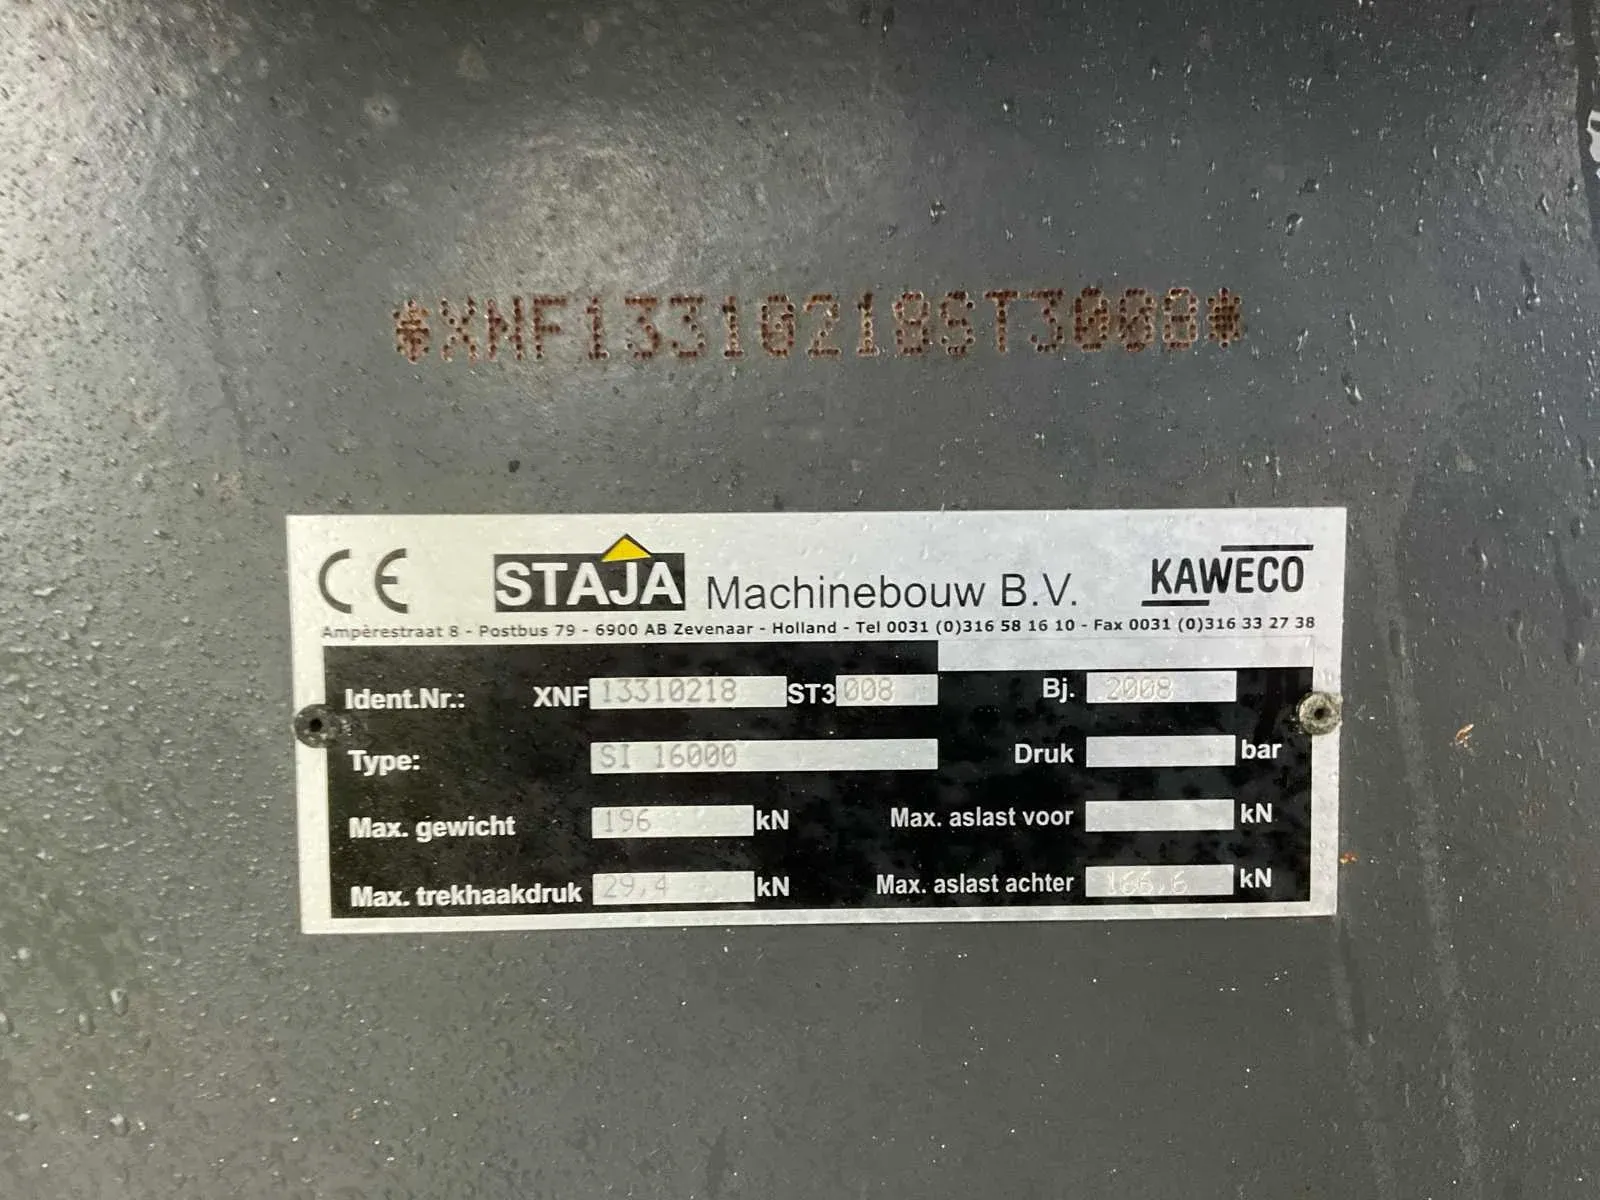 *XNF13310218ST3008*
CE STAJA Machinebouw B.V. KAWECO
Ampèrestraat 8 - Postbus 79 - 6900 AB Zevenaar - Holland - Tel 0031 (0)316 58 16 10 - Fax 0031 (0)316 33 27 38
Ident.Nr.: XNF 13310218 ST3 008 Bj. 2008
Type: SI 16000 Druk bar
Max. gewicht 196 kN Max. aslast voor kN
Max. trekhaakdruk 29,4 kN Max. aslast achter 166,6 kN